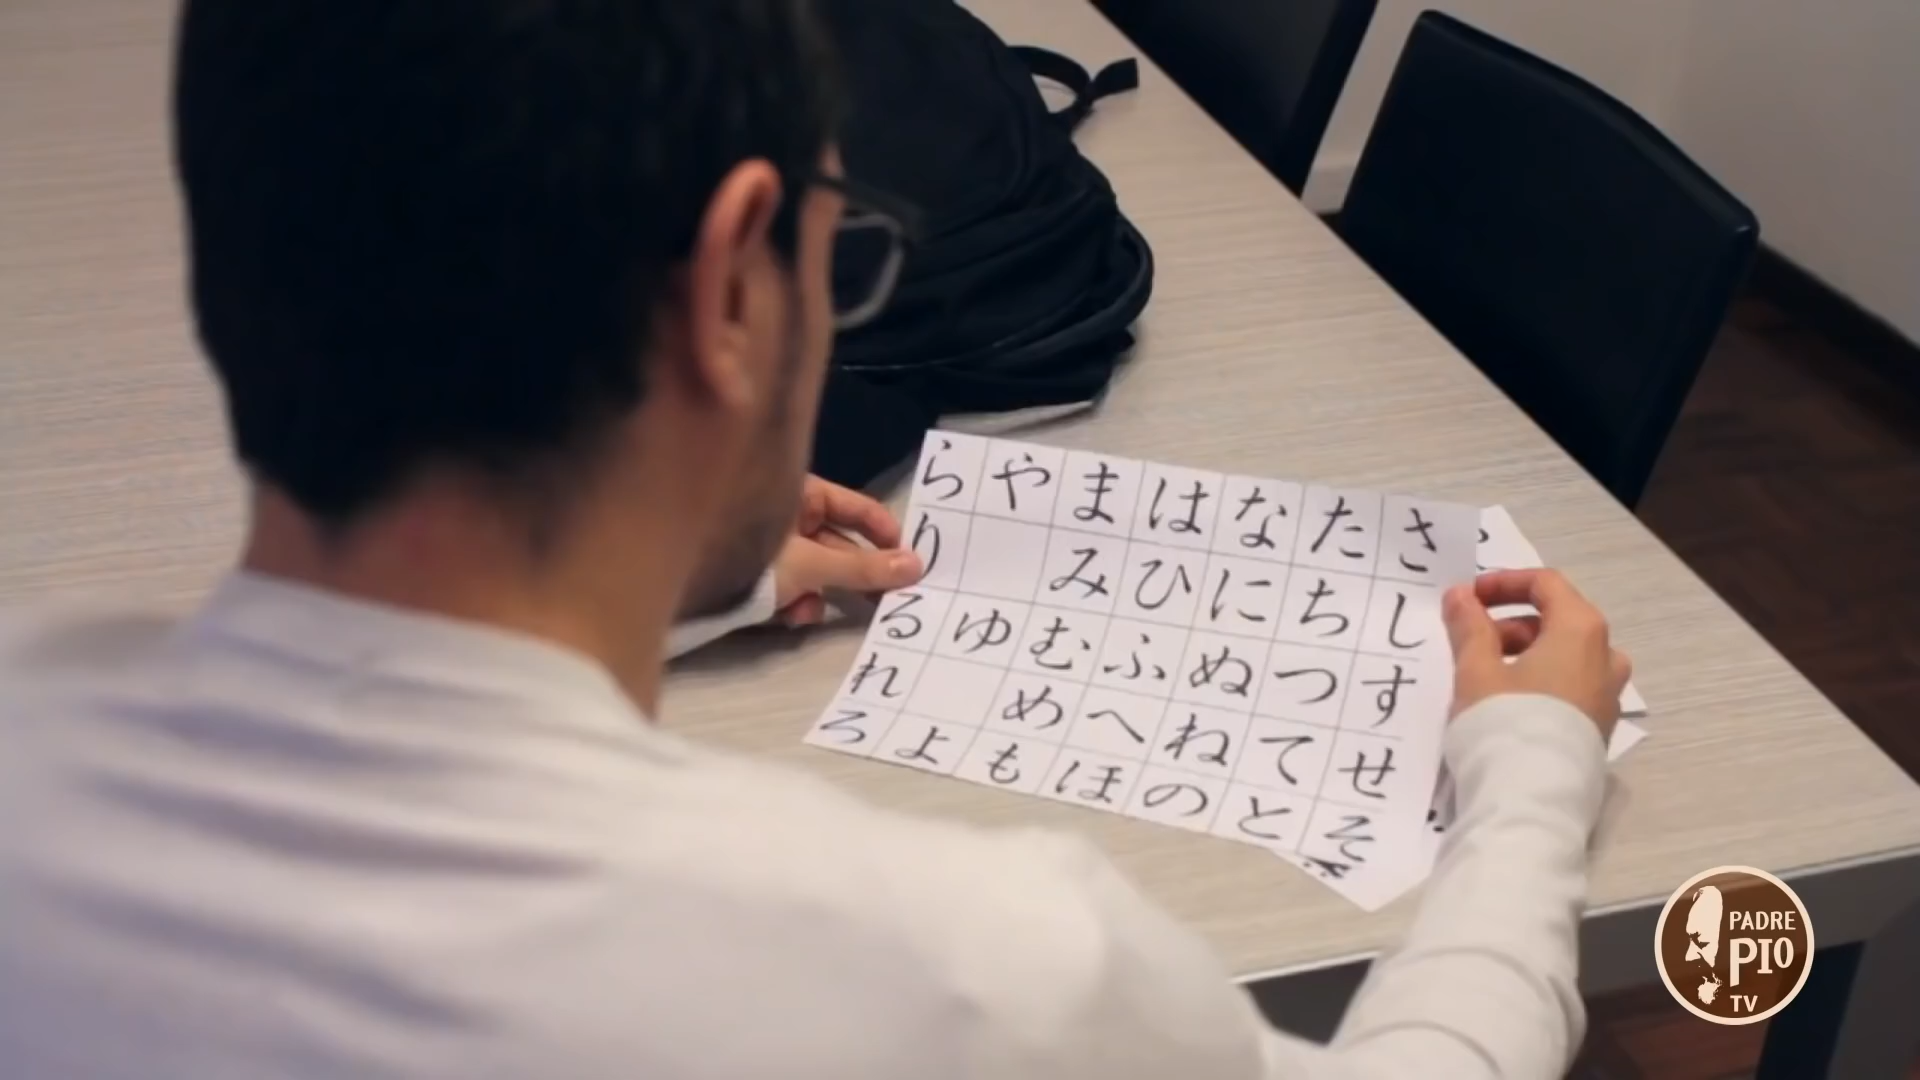 らやまはなたさ
り みひにちし
るゆむふぬつす
れ めへねてせ
ろよもほのとそ
PADRE
PIO
TV